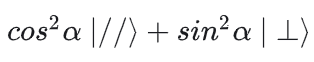 cos²α |//⟩ + sin²α | ⊥⟩